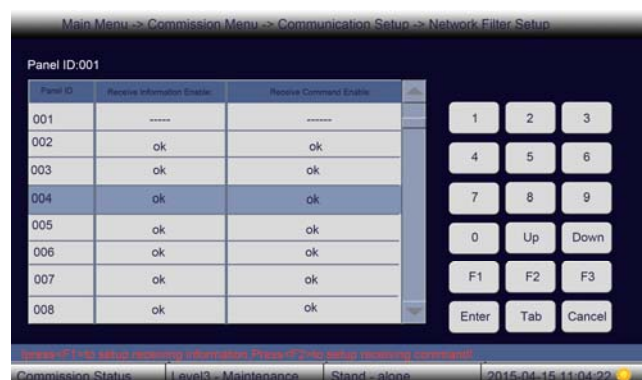 Main Menu -> Commission Menu -> Communication Setup -> Network Filter Setup
Panel ID:001
Panel ID Receive Information Enable: Receive Command Enable
001 ----- ------
002 ok ok
003 ok ok
004 ok ok
005 ok ok
006 ok ok
007 ok ok
008 ok ok
1 2 3
4 5 6
7 8 9
0 Up Down
F1 F2 F3
Enter Tab Cancel
press<F1>to setup receiving information Press<F2>to setup receiving command!
Commission Status Level3 - Maintenance Stand - alone 2015-04-15 11:04:22